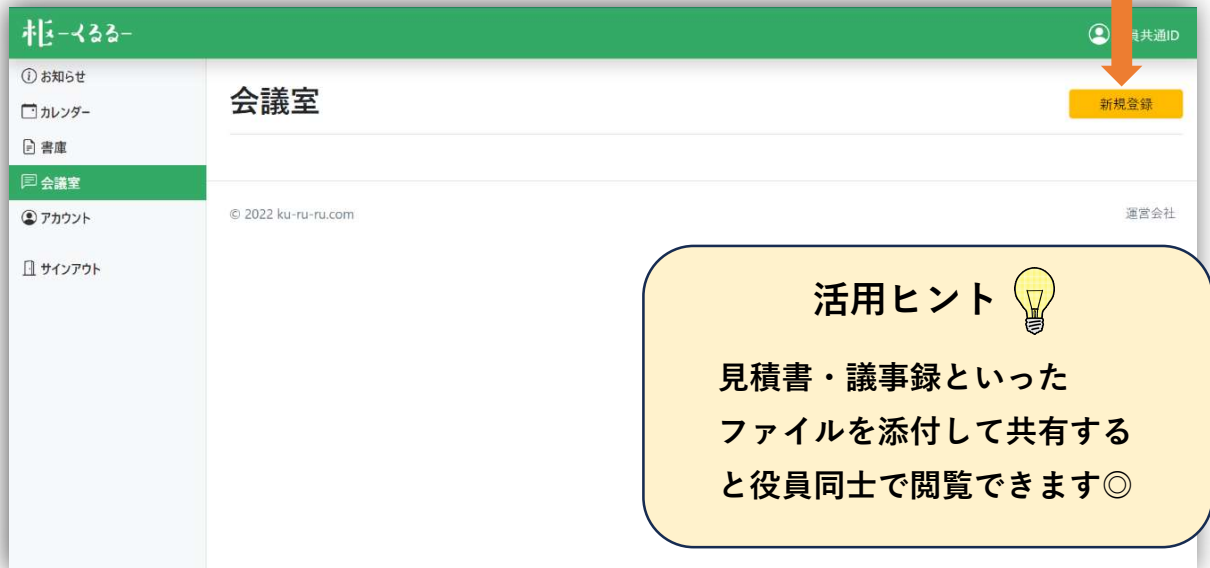 枢-くるる-
員共通ID
お知らせ
カレンダー
書庫
会議室
アカウント
サインアウト
会議室
新規登録
© 2022 ku-ru-ru.com
運営会社
活用ヒント
見積書・議事録といった
ファイルを添付して共有する
と役員同士で閲覧できます◎